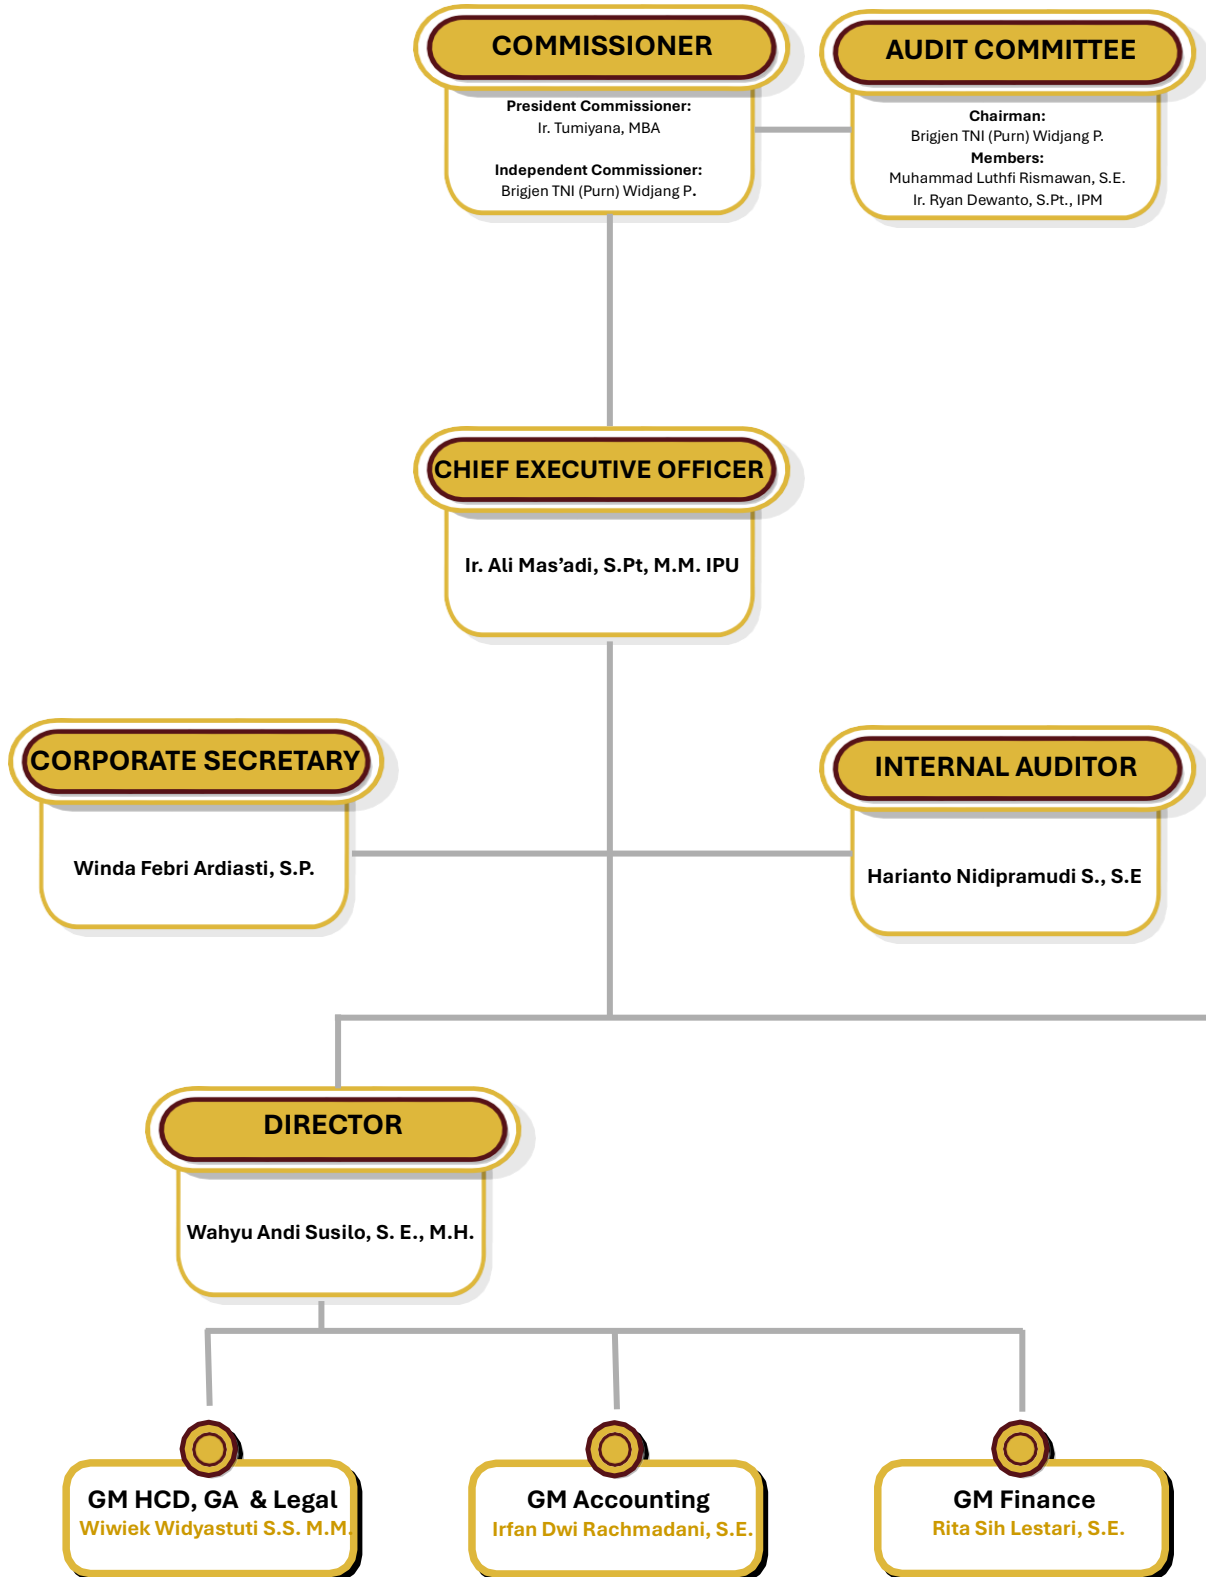 COMMISSIONER
President Commissioner:
Ir. Tumiyana, MBA
Independent Commissioner:
Brigjen TNI (Purn) Widjang P.
AUDIT COMMITTEE
Chairman:
Brigjen TNI (Purn) Widjang P.
Members:
Muhammad Luthfi Rismawan, S.E.
Ir. Ryan Dewanto, S.Pt., IPM
CHIEF EXECUTIVE OFFICER
Ir. Ali Mas’adi, S.Pt, M.M. IPU
CORPORATE SECRETARY
Winda Febri Ardiasti, S.P.
INTERNAL AUDITOR
Harianto Nidipramudi S., S.E
DIRECTOR
Wahyu Andi Susilo, S. E., M.H.
GM HCD, GA  & Legal
Wiwiek Widyastuti S.S. M.M.
GM Accounting
Irfan Dwi Rachmadani, S.E.
GM Finance
Rita Sih Lestari, S.E.